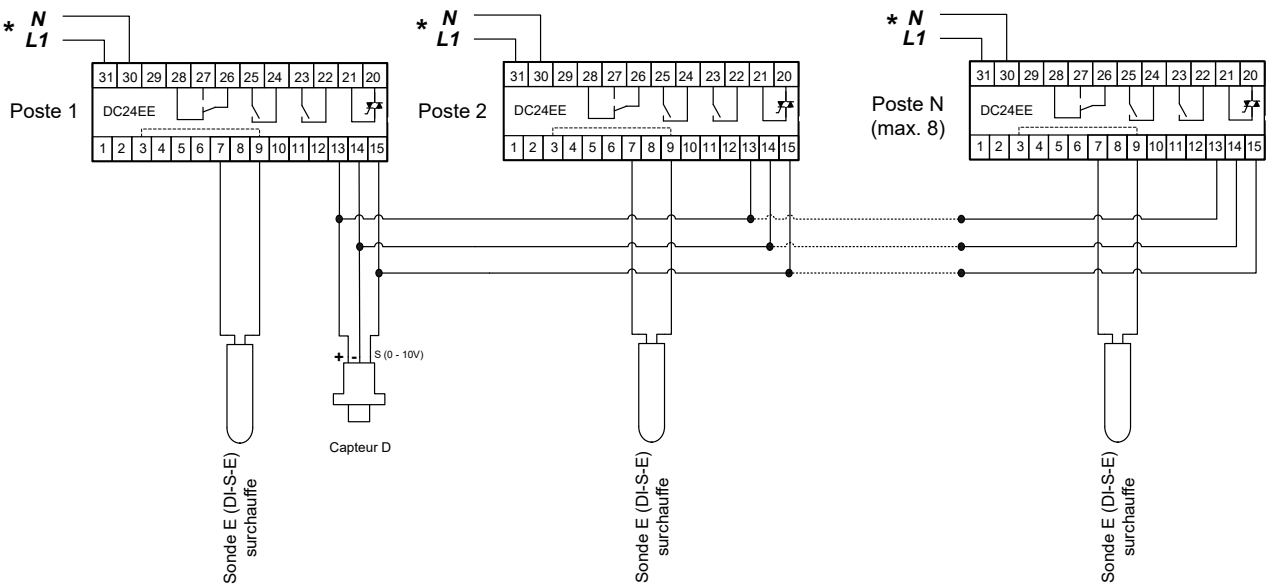 * N
L1
31 30 29 28 27 26 25 24 23 22 21 20
Poste 1
DC24EE
1 2 3 4 5 6 7 8 9 10 11 12 13 14 15
+ - S (0 - 10V)
Capteur D
Sonde E (DI-S-E)
surchauffe
* N
L1
31 30 29 28 27 26 25 24 23 22 21 20
Poste 2
DC24EE
1 2 3 4 5 6 7 8 9 10 11 12 13 14 15
Sonde E (DI-S-E)
surchauffe
* N
L1
31 30 29 28 27 26 25 24 23 22 21 20
Poste N
(max. 8)
DC24EE
1 2 3 4 5 6 7 8 9 10 11 12 13 14 15
Sonde E (DI-S-E)
surchauffe